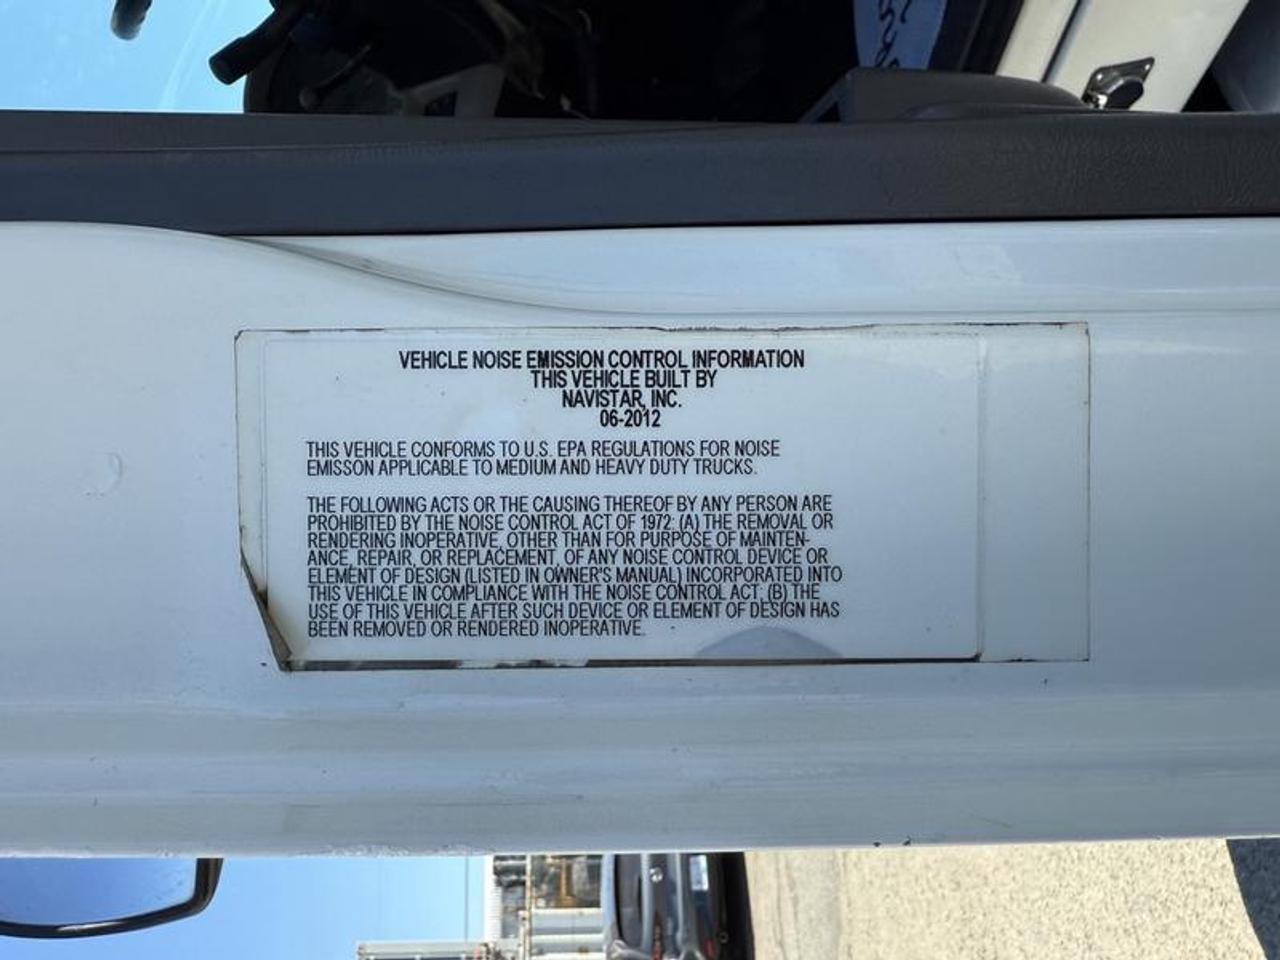 VEHICLE NOISE EMISSION CONTROL INFORMATION
THIS VEHICLE BUILT BY
NAVISTAR, INC.
06-2012
THIS VEHICLE CONFORMS TO U.S. EPA REGULATIONS FOR NOISE
EMISSON APPLICABLE TO MEDIUM AND HEAVY DUTY TRUCKS.
THE FOLLOWING ACTS OR THE CAUSING THEREOF BY ANY PERSON ARE
PROHIBITED BY THE NOISE CONTROL ACT OF 1972: (A) THE REMOVAL OR
RENDERING INOPERATIVE, OTHER THAN FOR PURPOSE OF MAINTEN-
ANCE, REPAIR, OR REPLACEMENT, OF ANY NOISE CONTROL DEVICE OR
ELEMENT OF DESIGN (LISTED IN OWNER'S MANUAL) INCORPORATED INTO
THIS VEHICLE IN COMPLIANCE WITH THE NOISE CONTROL ACT; (B) THE
USE OF THIS VEHICLE AFTER SUCH DEVICE OR ELEMENT OF DESIGN HAS
BEEN REMOVED OR RENDERED INOPERATIVE.